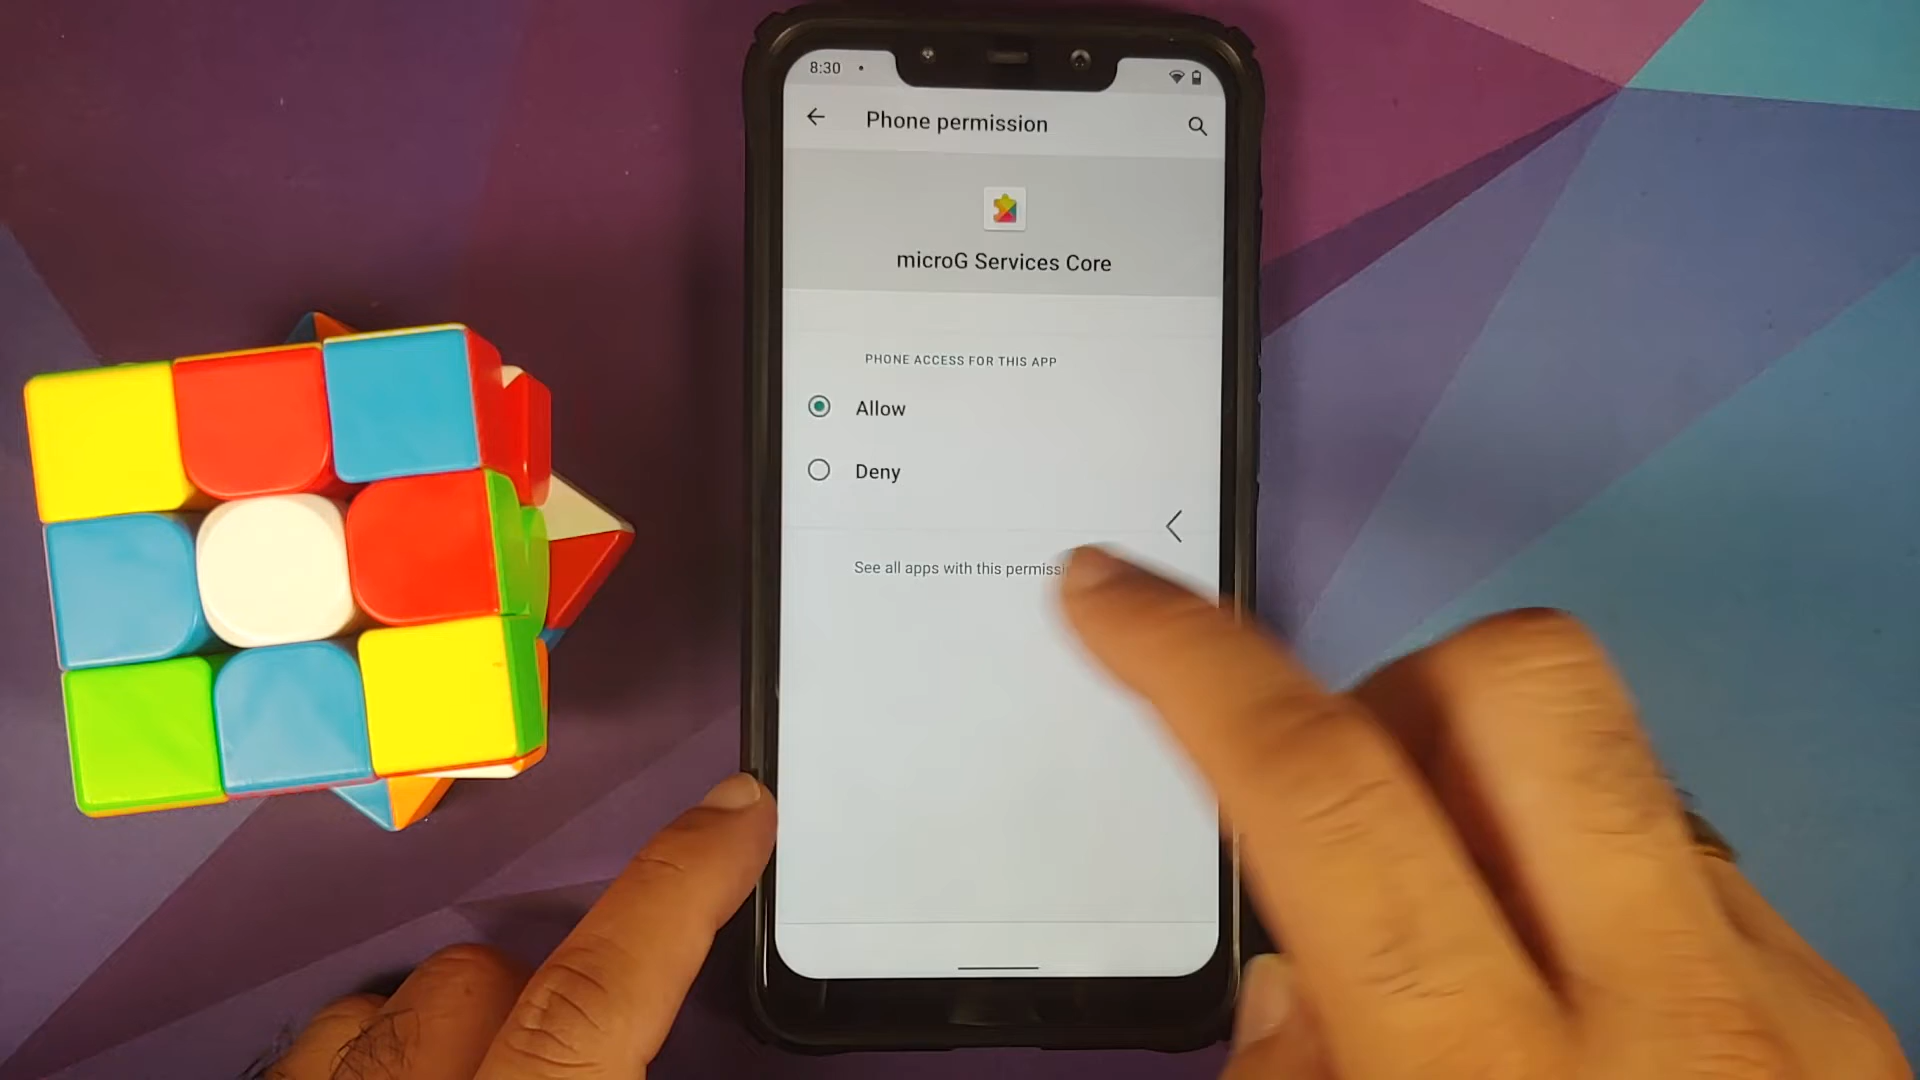 8:30
Phone permission
microG Services Core
PHONE ACCESS FOR THIS APP
Allow
Deny
See all apps with this